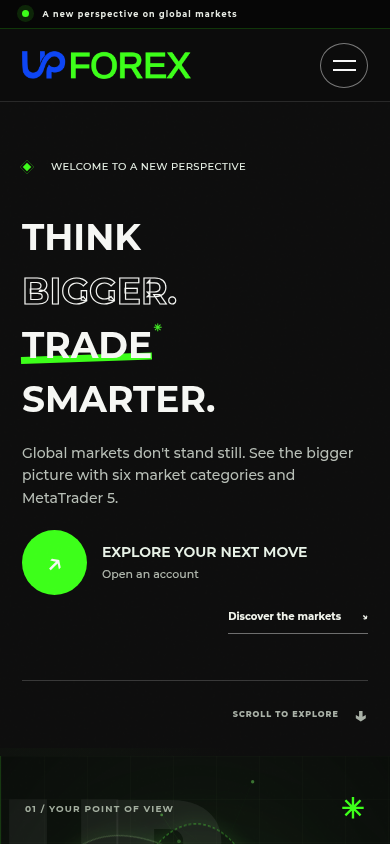 A new perspective on global markets
UPFOREX
WELCOME TO A NEW PERSPECTIVE
THINK
BIGGER.
TRADE*
SMARTER.
Global markets don't stand still. See the bigger
picture with six market categories and
MetaTrader 5.
EXPLORE YOUR NEXT MOVE
Open an account
Discover the markets
SCROLL TO EXPLORE
01 / YOUR POINT OF VIEW